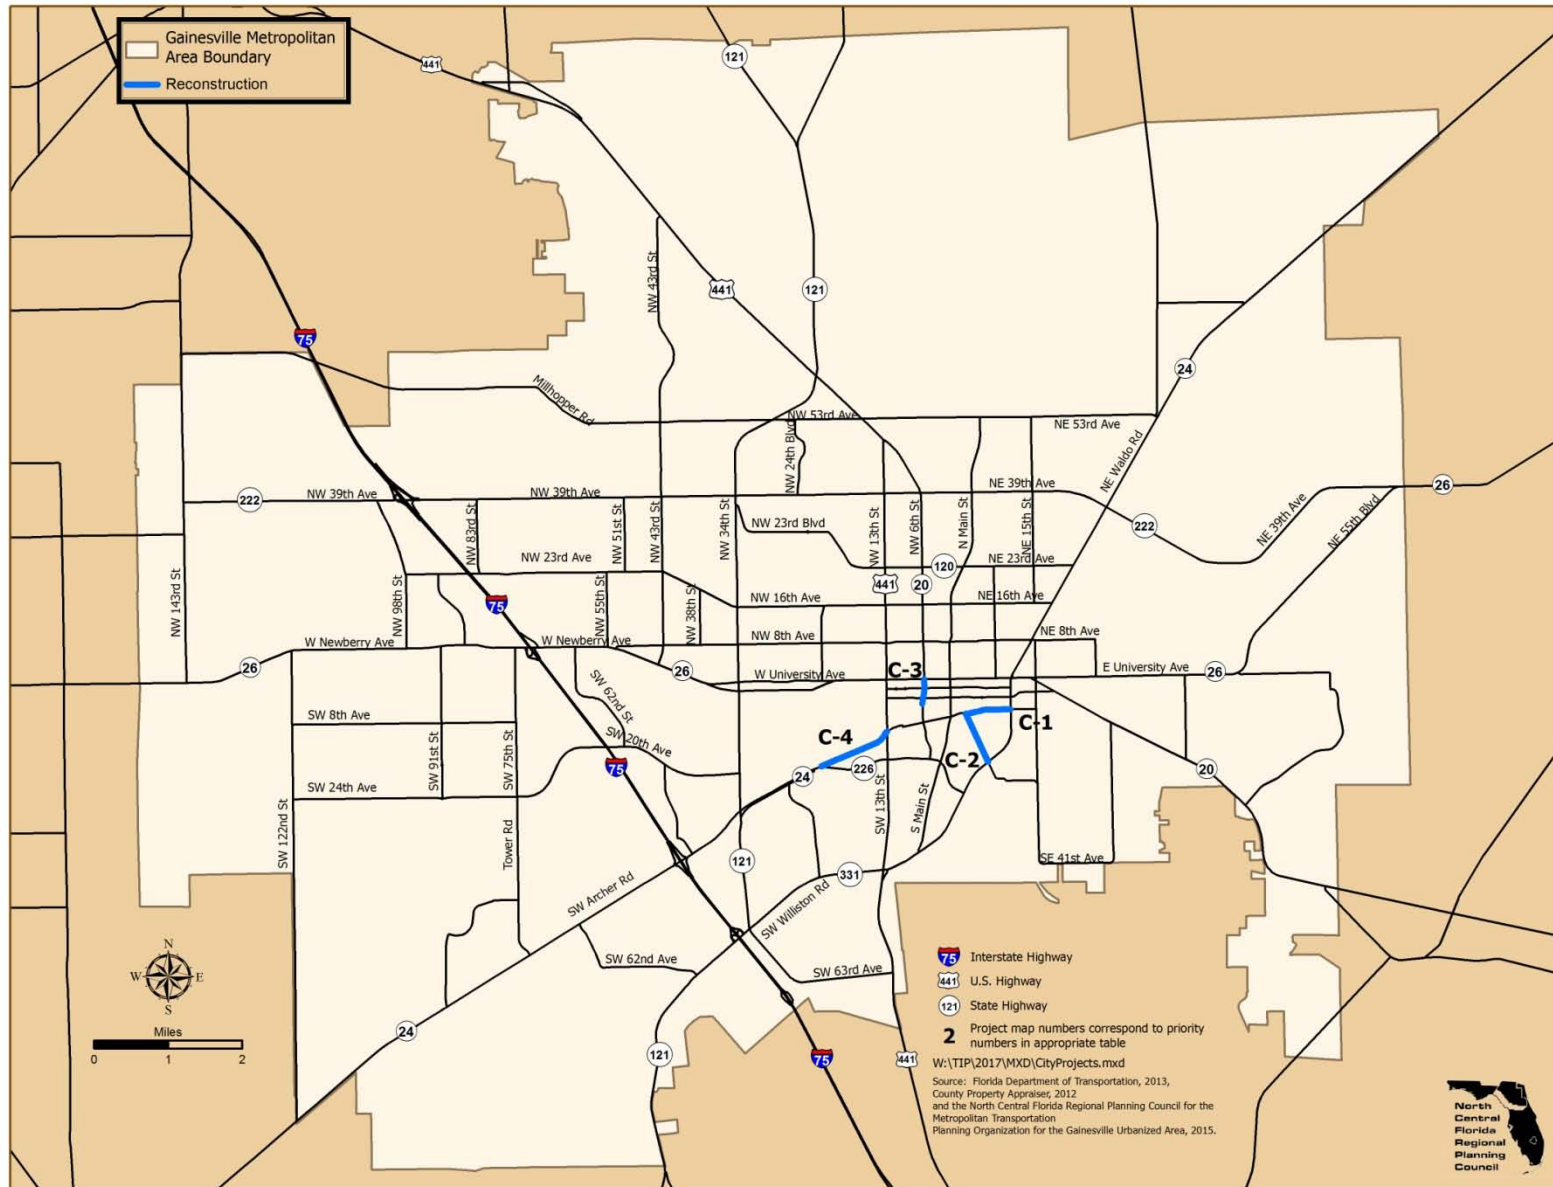 Gainesville Metropolitan
Area Boundary
Reconstruction
441
121
441
121
NW 43rd St
75
24
Millhopper Rd
NW 53rd Ave
NE 53rd Ave
NW 24th Blvd
NE Waldo Rd
222
NW 39th Ave
NW 39th Ave
NE 39th Ave
26
222
NE 39th Ave
NE 55th Blvd
NW 83rd St
NW 51st St
NW 43rd St
NW 34th St
NW 23rd Blvd
NW 13th St
NW 6th St
N Main St
NE 15th St
NW 23rd Ave
120
NE 23rd Ave
441
20
NW 143rd St
NW 98th St
75
NW 55th St
NW 38th St
NW 16th Ave
NE 16th Ave
W Newberry Ave
W Newberry Ave
NW 8th Ave
NE 8th Ave
26
26
W University Ave
C-3
E University Ave
26
SW 62nd St
SW 8th Ave
C-1
SW 91st St
SW 75th St
SW 20th Ave
C-4
C-2
75
24
226
20
SW 24th Ave
SW 122nd St
Tower Rd
SW 13th St
S Main St
121
SE 41st Ave
331
SW Archer Rd
SW Williston Rd
SW 62nd Ave
SW 63rd Ave
24
121
75
441
N
W
E
S
Miles
0
1
2
75 Interstate Highway
441 U.S. Highway
121 State Highway
2 Project map numbers correspond to priority
numbers in appropriate table
W:\TIP\2017\MXD\CityProjects.mxd
Source: Florida Department of Transportation, 2013,
County Property Appraiser, 2012
and the North Central Florida Regional Planning Council for the
Metropolitan Transportation
Planning Organization for the Gainesville Urbanized Area, 2015.
North
Central
Florida
Regional
Planning
Council